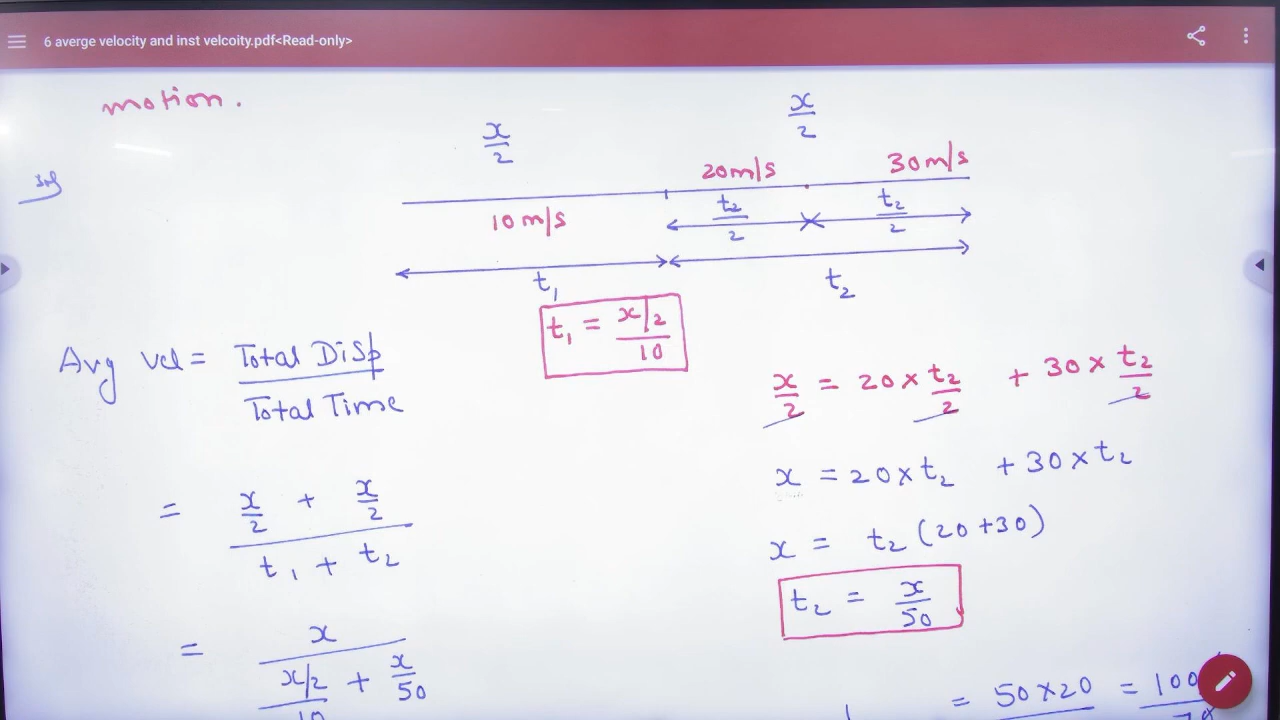 6 averge velocity and inst velcoity.pdf<Read-only>
motion.
x/2
x/2
sol
20m/s
30m/s
10m/s
t₂/2
t₂/2
t₁
t₂
t₁ = x/2 / 10
Avg vel = Total Disp / Total Time
x/2 = 20 × t₂/2 + 30 × t₂/2
x = 20 × t₂ + 30 × t₂
= x/2 + x/2 / t₁ + t₂
x = t₂ (20+30)
t₂ = x/50
= x / x/2 / 10 + x/50
= 50×20 = 100